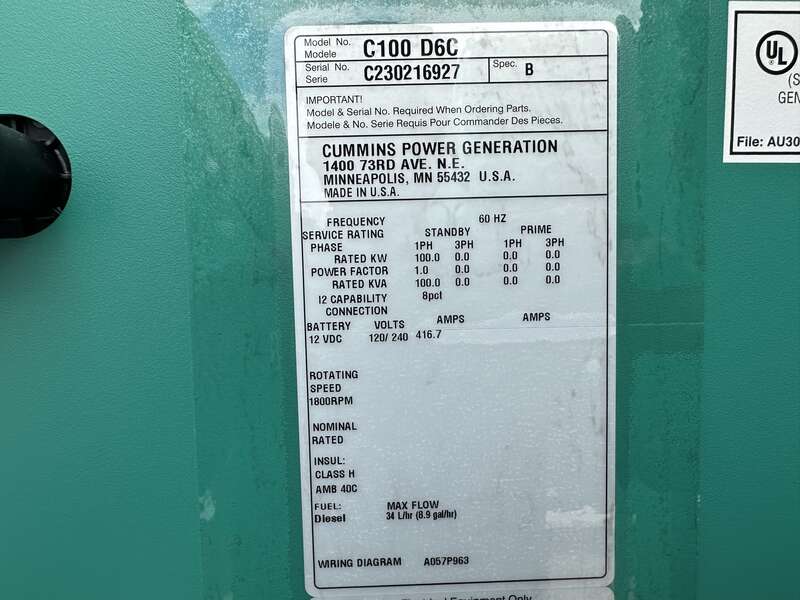 Model No. C100 D6C
Modele
Serial No. C230216927 Spec. B
Serie
IMPORTANT!
Model & Serial No. Required When Ordering Parts.
Modele & No. Serie Requis Pour Commander Des Pieces.
CUMMINS POWER GENERATION
1400 73RD AVE. N.E.
MINNEAPOLIS, MN 55432 U.S.A.
MADE IN U.S.A.
FREQUENCY 60 HZ
SERVICE RATING STANDBY PRIME
PHASE 1PH 3PH 1PH 3PH
RATED KW 100.0 0.0 0.0 0.0
POWER FACTOR 1.0 0.0 0.0 0.0
RATED KVA 100.0 0.0 0.0 0.0
I2 CAPABILITY 8pct
CONNECTION
BATTERY VOLTS AMPS AMPS
12 VDC 120/ 240 416.7
ROTATING
SPEED
1800RPM
NOMINAL
RATED
INSUL:
CLASS H
AMB 40C
FUEL: MAX FLOW
Diesel 34 L/hr (8.9 gal/hr)
WIRING DIAGRAM A057P963
Equipment Only
UL
(S
GEN
File: AU30